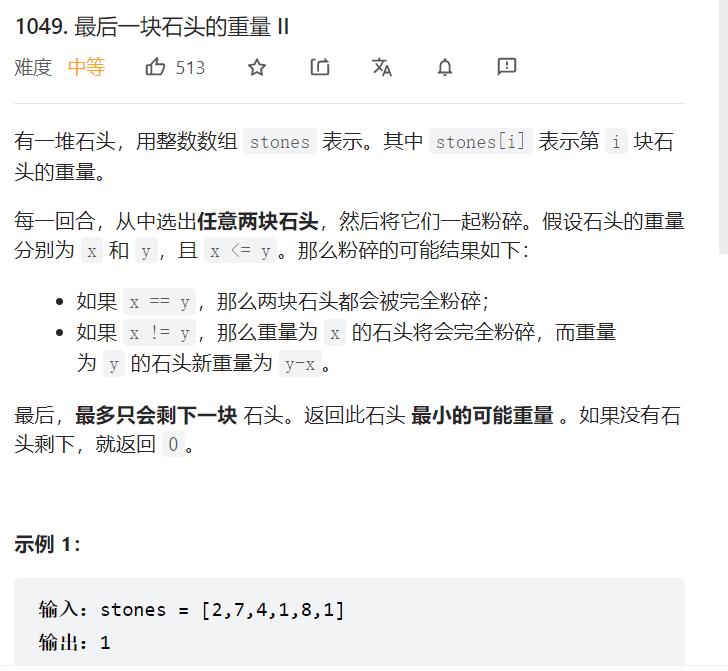 1049. 最后一块石头的重量 II
难度 中等 513
有一堆石头，用整数数组 stones 表示。其中 stones[i] 表示第 i 块石
头的重量。
每一回合，从中选出任意两块石头，然后将它们一起粉碎。假设石头的重量
分别为 x 和 y，且 x <= y。那么粉碎的可能结果如下：
如果 x == y，那么两块石头都会被完全粉碎；
如果 x != y，那么重量为 x 的石头将会完全粉碎，而重量
为 y 的石头新重量为 y-x。
最后，最多只会剩下一块 石头。返回此石头 最小的可能重量 。如果没有石
头剩下，就返回 0。
示例 1：
输入：stones = [2,7,4,1,8,1]
输出：1